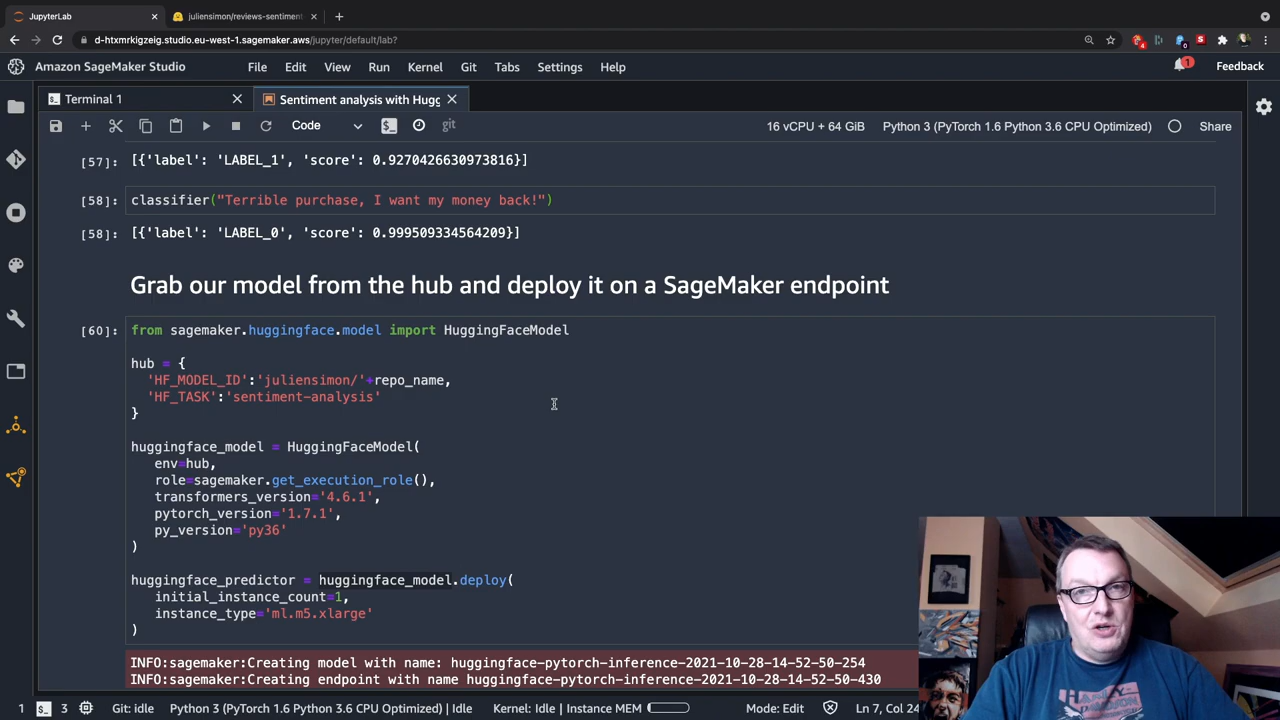 JupyterLab
juliensimon/reviews-sentiment
d-htxmrkigzeig.studio.eu-west-1.sagemaker.aws/jupyter/default/lab?
4
0
S
Amazon SageMaker Studio
File Edit View Run Kernel Git Tabs Settings Help
1
Feedback
Terminal 1
Sentiment analysis with Hugg
Code
git
16 vCPU + 64 GiB
Python 3 (PyTorch 1.6 Python 3.6 CPU Optimized)
Share
[57]: [{'label': 'LABEL_1', 'score': 0.9270426630973816}]
[58]: classifier("Terrible purchase, I want my money back!")
[58]: [{'label': 'LABEL_0', 'score': 0.999509334564209}]
Grab our model from the hub and deploy it on a SageMaker endpoint
[60]: from sagemaker.huggingface.model import HuggingFaceModel
hub = {
'HF_MODEL_ID':'juliensimon/'+repo_name,
'HF_TASK':'sentiment-analysis'
}
huggingface_model = HuggingFaceModel(
env=hub,
role=sagemaker.get_execution_role(),
transformers_version='4.6.1',
pytorch_version='1.7.1',
py_version='py36'
)
huggingface_predictor = huggingface_model.deploy(
initial_instance_count=1,
instance_type='ml.m5.xlarge'
)
INFO:sagemaker:Creating model with name: huggingface-pytorch-inference-2021-10-28-14-52-50-254
INFO:sagemaker:Creating endpoint with name huggingface-pytorch-inference-2021-10-28-14-52-50-430
1
3
Git: idle
Python 3 (PyTorch 1.6 Python 3.6 CPU Optimized) | Idle
Kernel: Idle | Instance MEM
Mode: Edit
Ln 7, Col 24